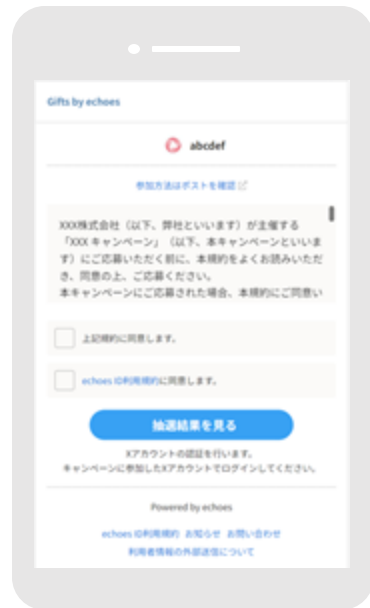 Gifts by echoes
abcdef
参加方法はポストを確認
XXX株式会社（以下、弊社といいます）が主催する
「XXX キャンペーン」（以下、本キャンペーンといいま
す）にご応募いただく前に、本規約をよくお読みいただ
き、同意の上、ご応募ください。
本キャンペーンにご応募された場合、本規約にご同意い
上記規約に同意します。
echoes ID利用規約に同意します。
抽選結果を見る
Xアカウントの認証を行います。
キャンペーンに参加したXアカウントでログインしてください。
Powered by echoes
echoes ID利用規約 お知らせ お問い合わせ
利用者情報の外部送信について